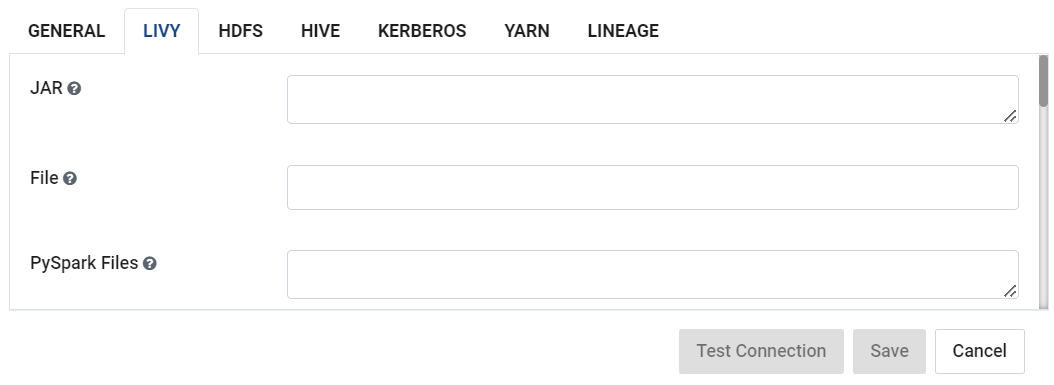 GENERAL LIVY HDFS HIVE KERBEROS YARN LINEAGE
JAR
File
PySpark Files
Test Connection Save Cancel